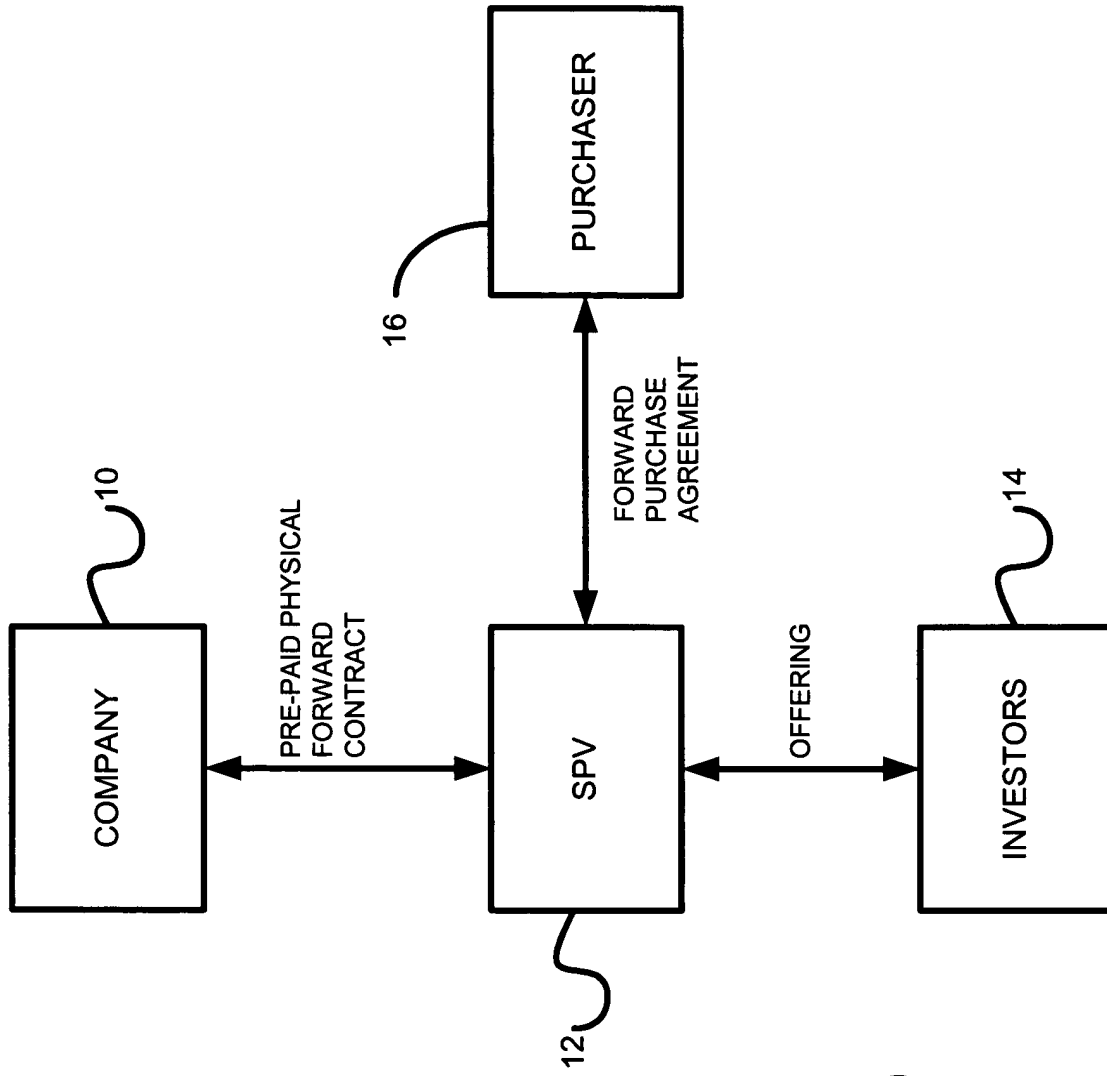 COMPANY
10
PRE-PAID PHYSICAL
FORWARD
CONTRACT
16
12
SPV
FORWARD
PURCHASE
AGREEMENT
PURCHASER
OFFERING
INVESTORS
14